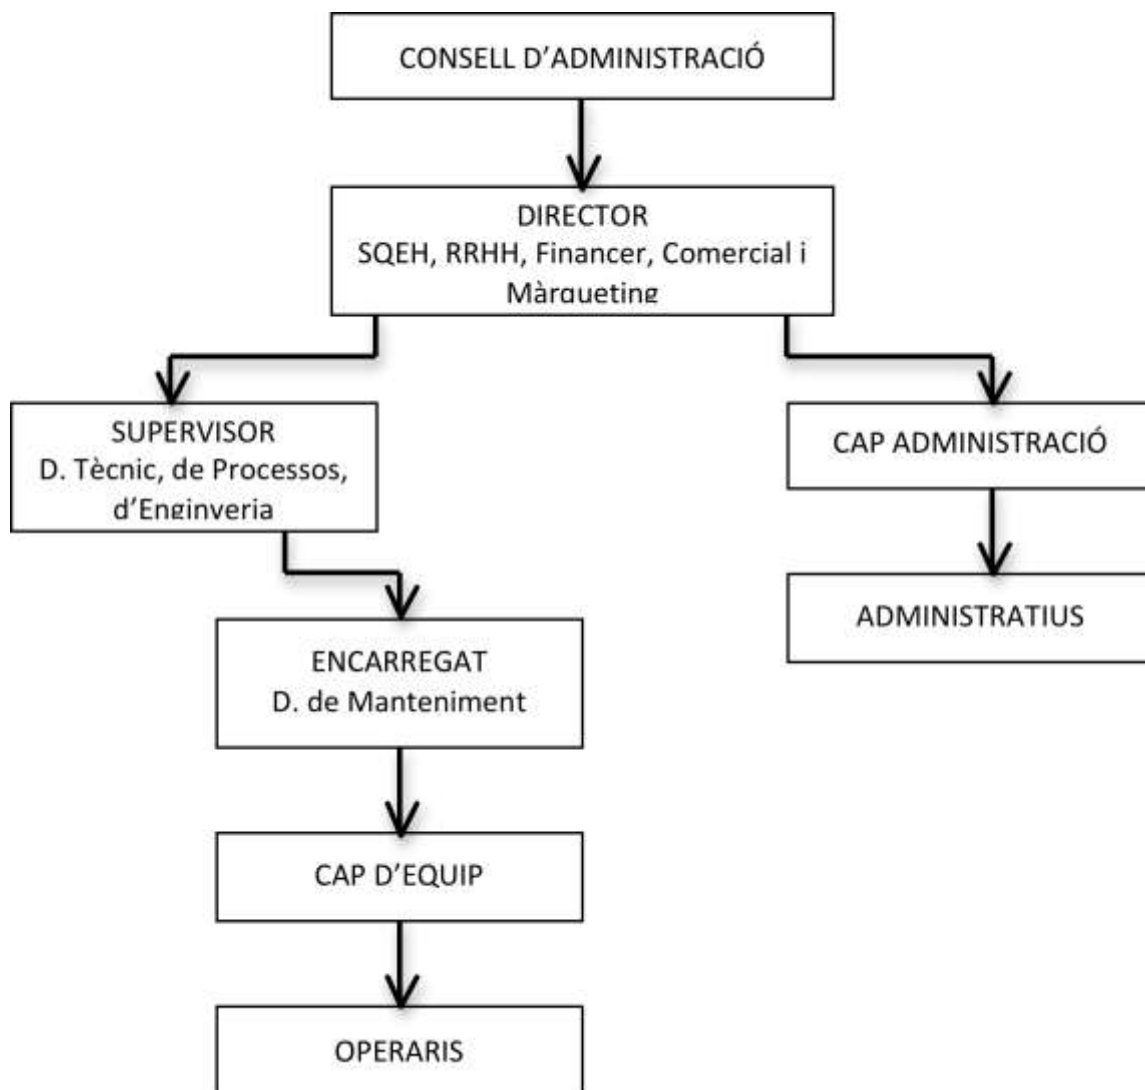 CONSELL D’ADMINISTRACIÓ
DIRECTOR
SQEH, RRHH, Financer, Comercial i
Màrqueting
SUPERVISOR
D. Tècnic, de Processos,
d’Enginyeria
CAP ADMINISTRACIÓ
ADMINISTRATIUS
ENCARREGAT
D. de Manteniment
CAP D’EQUIP
OPERARIS